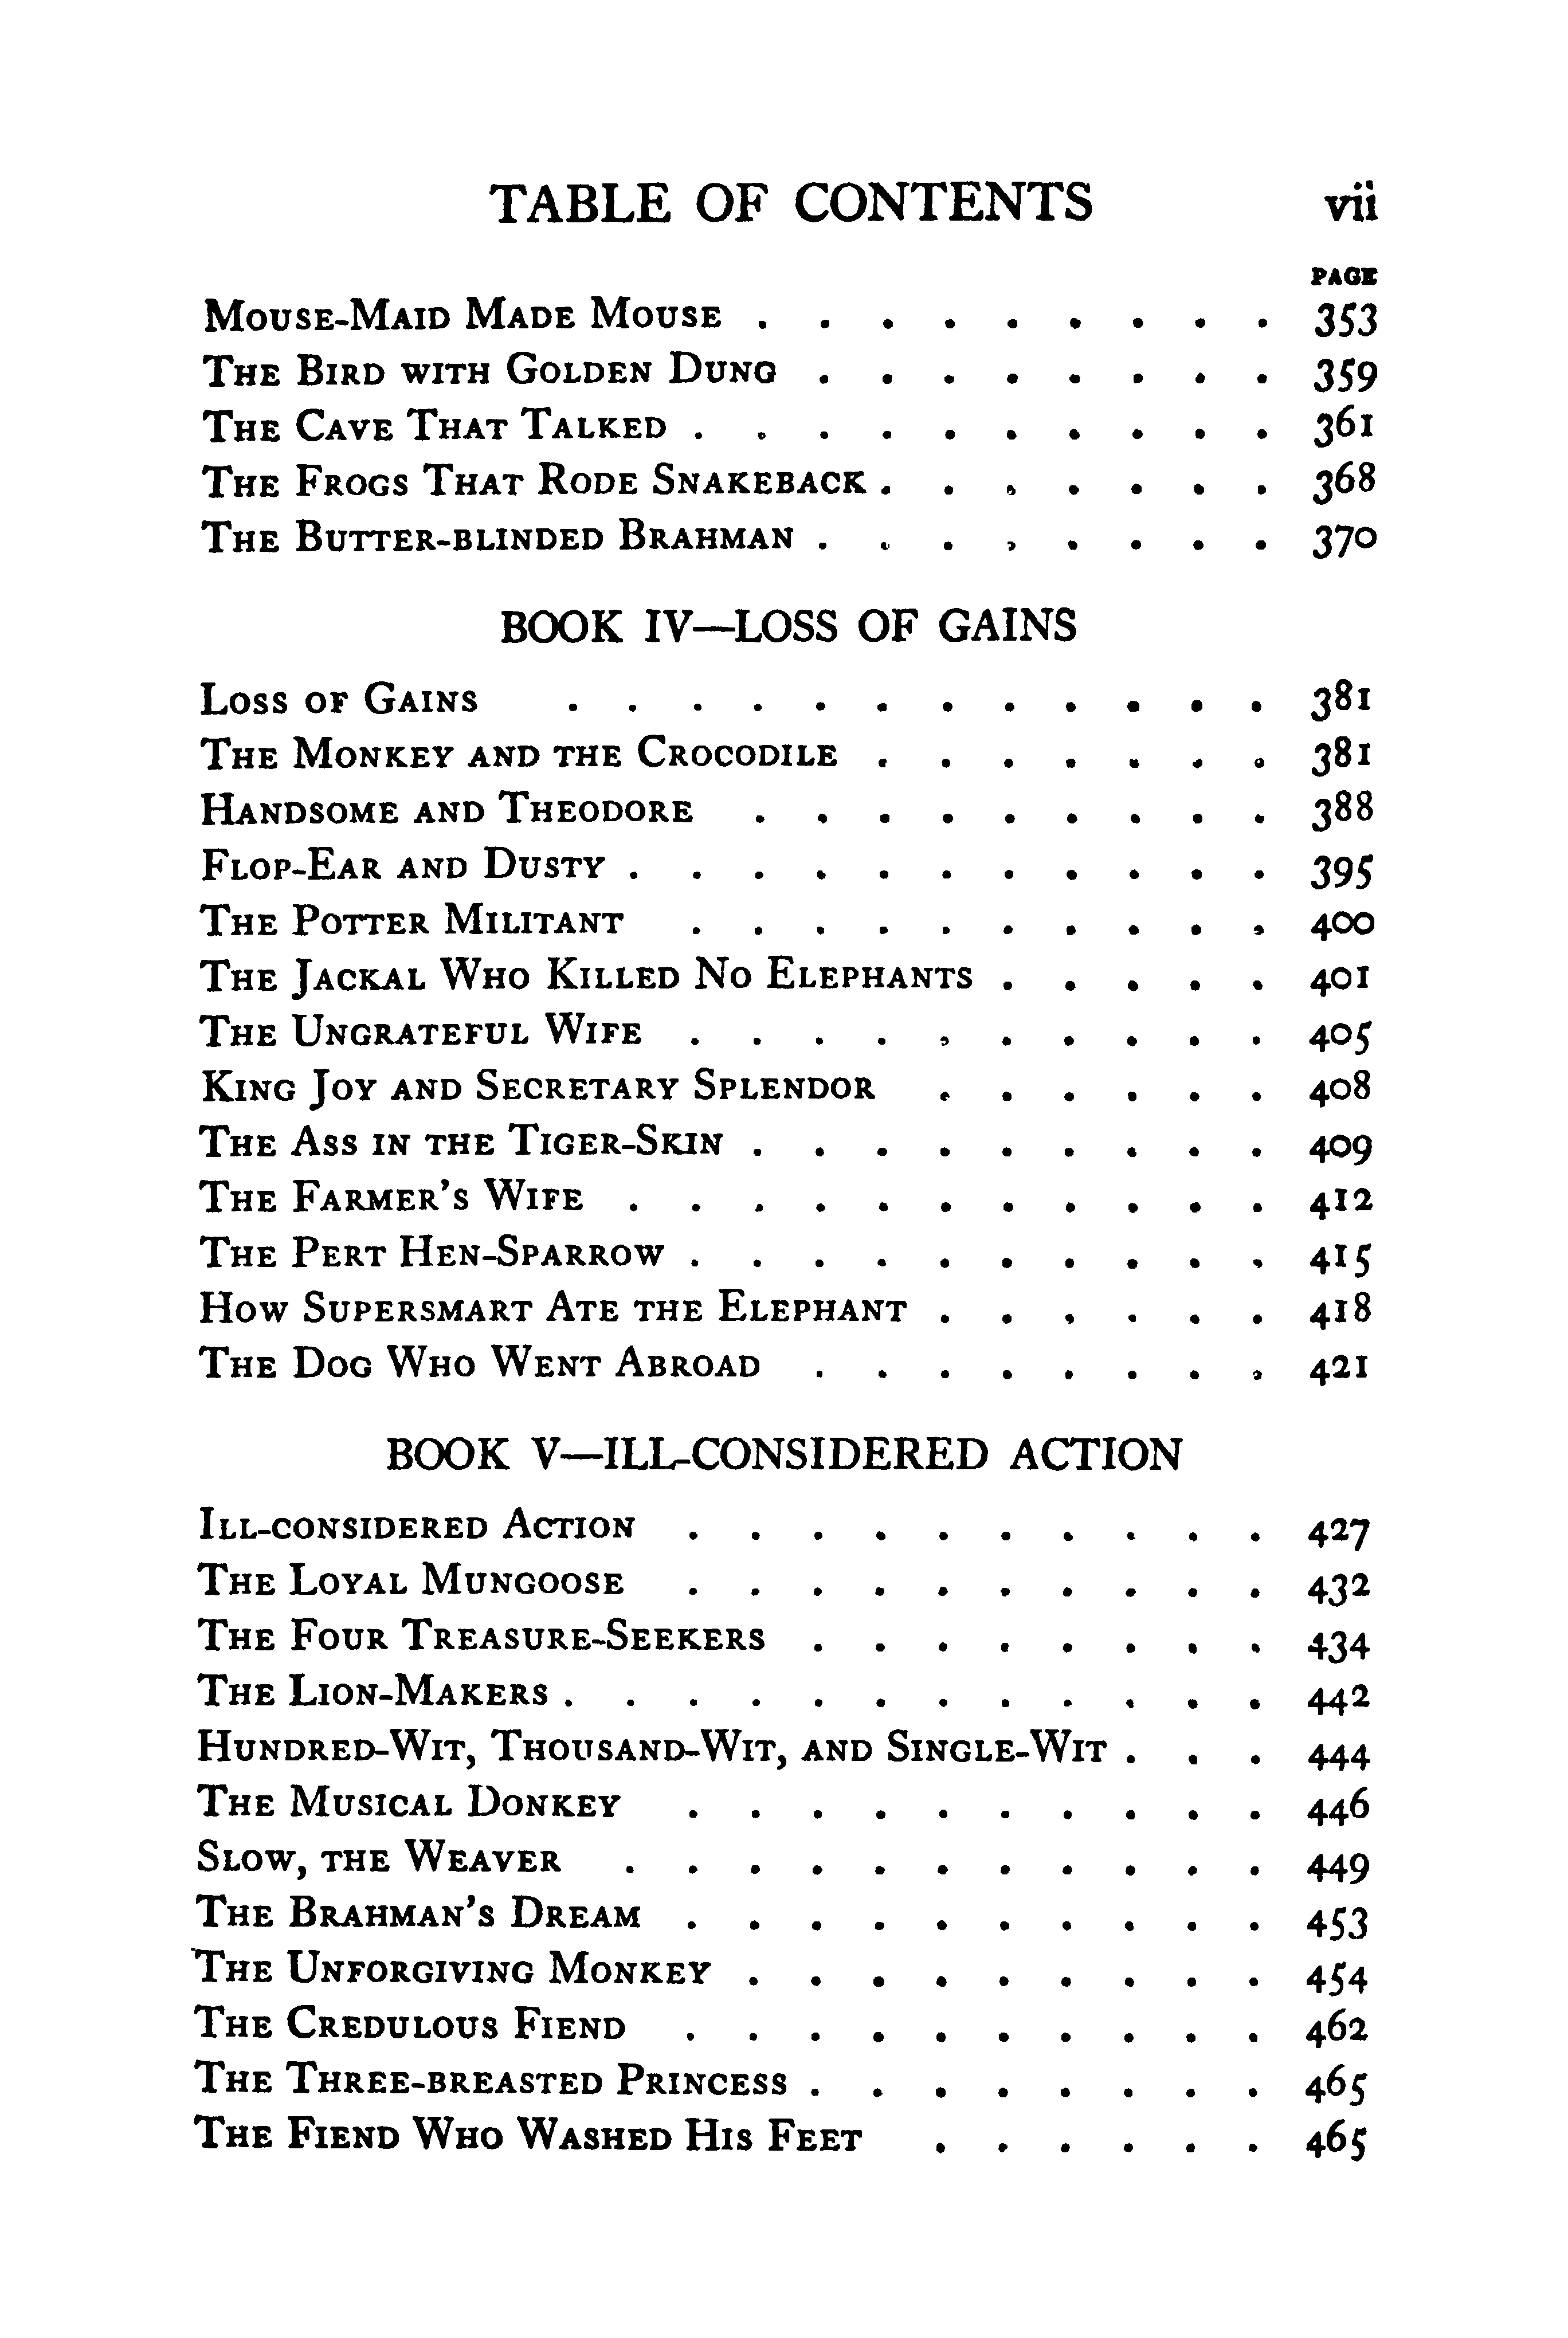 TABLE OF CONTENTS vii
PAGE
Mouse-Maid Made Mouse . . . . . . . . . 353
The Bird with Golden Dung . . . . . . . . 359
The Cave That Talked . . . . . . . . . . 361
The Frogs That Rode Snakeback . . . . . . . 368
The Butter-blinded Brahman . . . . . . . . 370
BOOK IV—LOSS OF GAINS
Loss of Gains . . . . . . . . . . . . 381
The Monkey and the Crocodile . . . . . . . 381
Handsome and Theodore . . . . . . . . . 388
Flop-Ear and Dusty . . . . . . . . . . . 395
The Potter Militant . . . . . . . . . . 400
The Jackal Who Killed No Elephants . . . . . 401
The Ungrateful Wife . . . . . . . . . . 405
King Joy and Secretary Splendor . . . . . . 408
The Ass in the Tiger-Skin . . . . . . . . . 409
The Farmer's Wife . . . . . . . . . . . 412
The Pert Hen-Sparrow . . . . . . . . . . 415
How Supersmart Ate the Elephant . . . . . . 418
The Dog Who Went Abroad . . . . . . . . 421
BOOK V—ILL-CONSIDERED ACTION
Ill-considered Action . . . . . . . . . . 427
The Loyal Mungoose . . . . . . . . . . 432
The Four Treasure-Seekers . . . . . . . . 434
The Lion-Makers . . . . . . . . . . . . 442
Hundred-Wit, Thousand-Wit, and Single-Wit . . . 444
The Musical Donkey . . . . . . . . . . 446
Slow, the Weaver . . . . . . . . . . . 449
The Brahman's Dream . . . . . . . . . . 453
The Unforgiving Monkey . . . . . . . . . 454
The Credulous Fiend . . . . . . . . . . 462
The Three-breasted Princess . . . . . . . . 465
The Fiend Who Washed His Feet . . . . . . 465